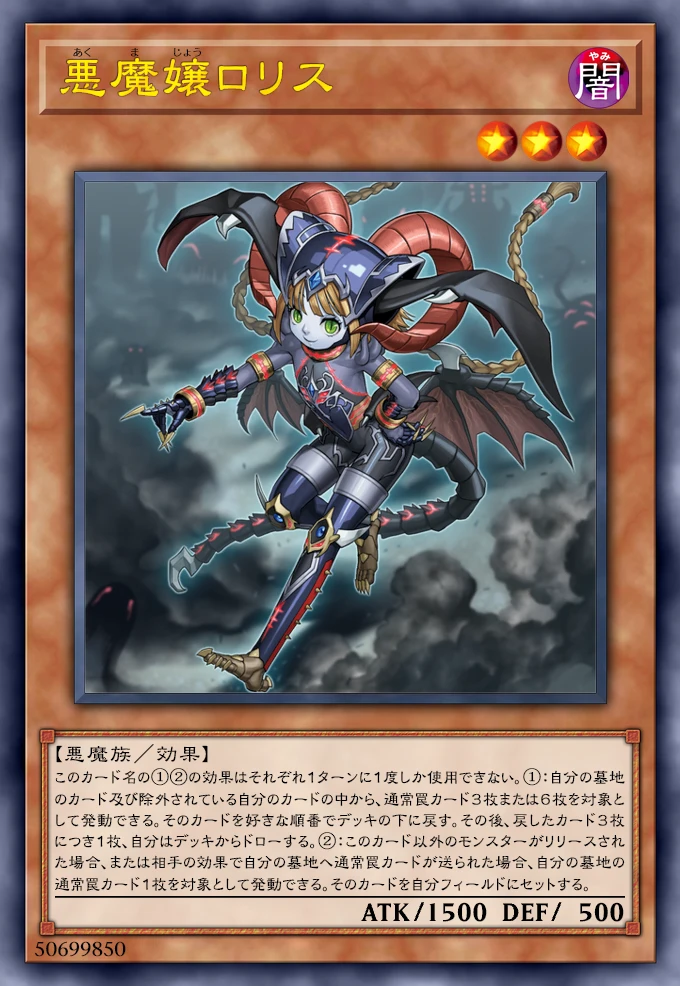 あく ま じょう
悪魔嬢ロリス
やみ
闇
【悪魔族／効果】
このカード名の①②の効果はそれぞれ１ターンに１度しか使用できない。①：自分の墓地
のカード及び除外されている自分のカードの中から、通常罠カード３枚または６枚を対象と
して発動できる。そのカードを好きな順番でデッキの下に戻す。その後、戻したカード３枚
につき１枚、自分はデッキからドローする。②：このカード以外のモンスターがリリースされ
た場合、または相手の効果で自分の墓地へ通常罠カードが送られた場合、自分の墓地の
通常罠カード１枚を対象として発動できる。そのカードを自分フィールドにセットする。
ATK/1500 DEF/ 500
50699850